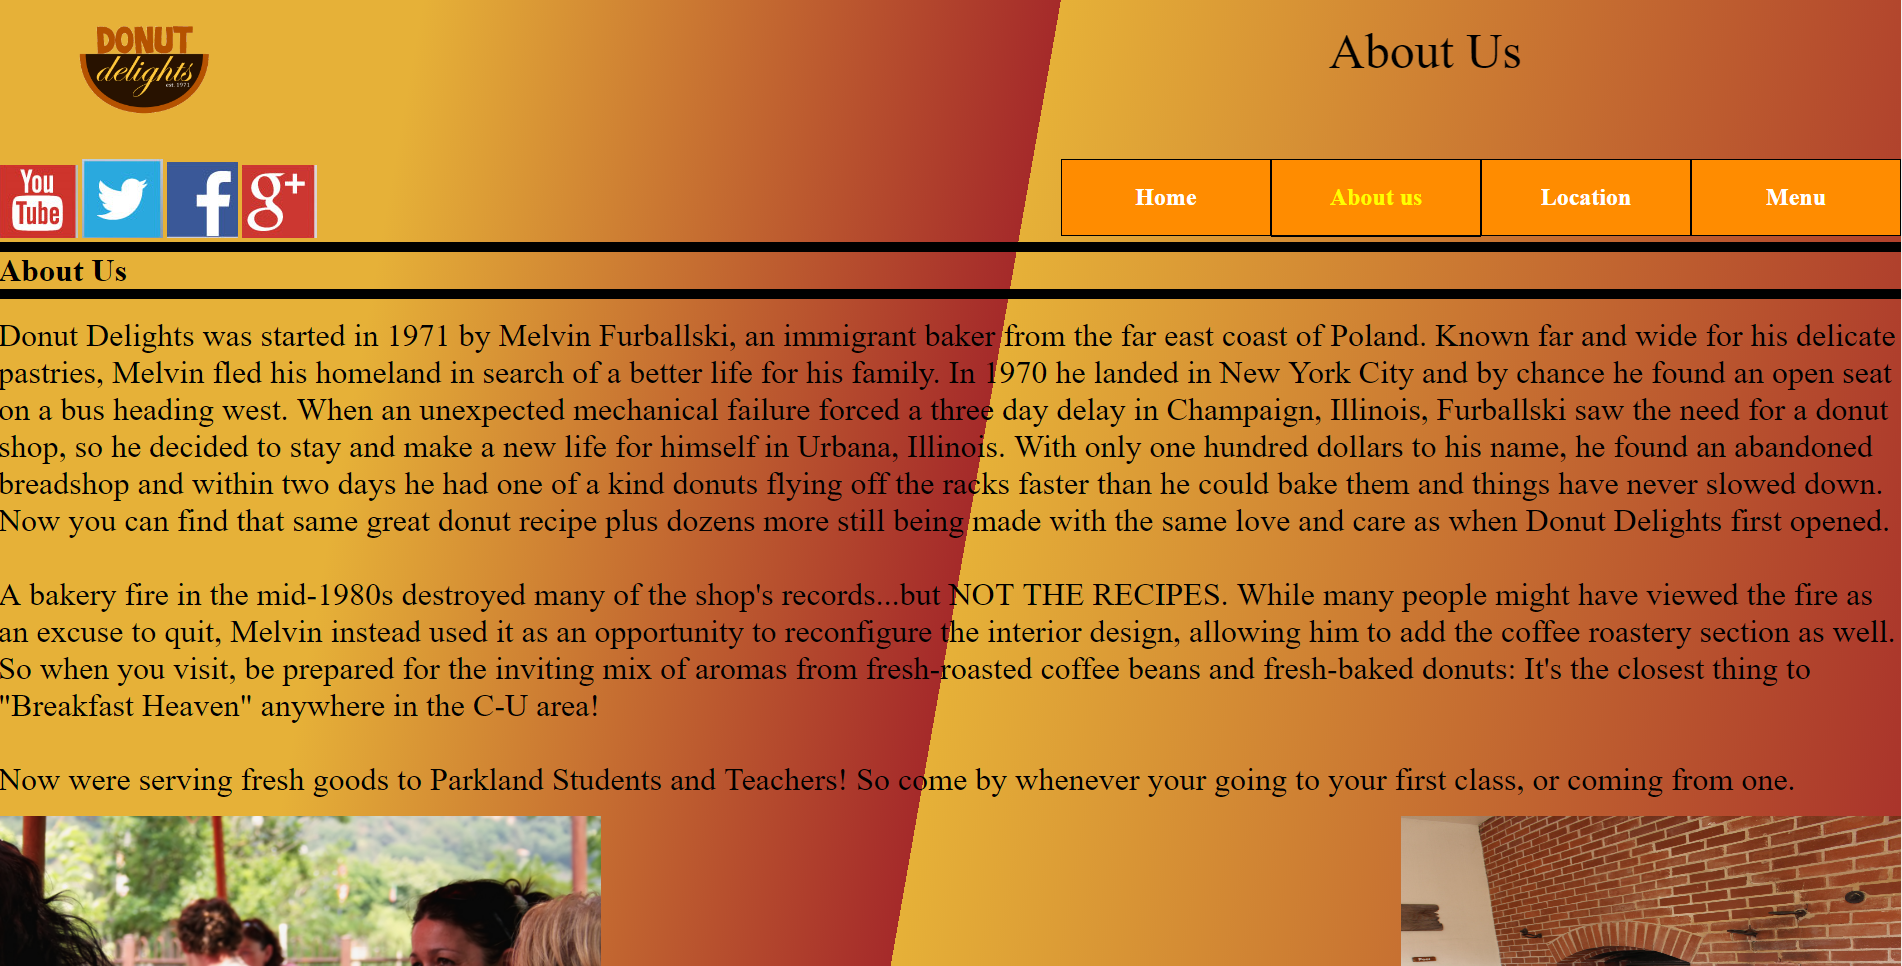 DONUT
delights
est. 1971
About Us
You
Tube
g+
Home
About us
Location
Menu
About Us
Donut Delights was started in 1971 by Melvin Furballski, an immigrant baker from the far east coast of Poland. Known far and wide for his delicate
pastries, Melvin fled his homeland in search of a better life for his family. In 1970 he landed in New York City and by chance he found an open seat
on a bus heading west. When an unexpected mechanical failure forced a three day delay in Champaign, Illinois, Furballski saw the need for a donut
shop, so he decided to stay and make a new life for himself in Urbana, Illinois. With only one hundred dollars to his name, he found an abandoned
breadshop and within two days he had one of a kind donuts flying off the racks faster than he could bake them and things have never slowed down.
Now you can find that same great donut recipe plus dozens more still being made with the same love and care as when Donut Delights first opened.
A bakery fire in the mid-1980s destroyed many of the shop's records...but NOT THE RECIPES. While many people might have viewed the fire as
an excuse to quit, Melvin instead used it as an opportunity to reconfigure the interior design, allowing him to add the coffee roastery section as well.
So when you visit, be prepared for the inviting mix of aromas from fresh-roasted coffee beans and fresh-baked donuts: It's the closest thing to
"Breakfast Heaven" anywhere in the C-U area!
Now were serving fresh goods to Parkland Students and Teachers! So come by whenever your going to your first class, or coming from one.